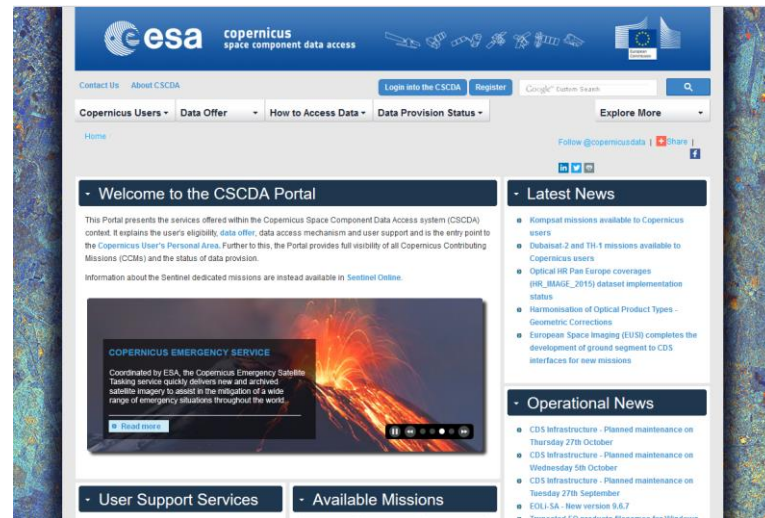 esa
copernicus
space component data access
European
Commission
Contact Us About CSCDA
Login into the CSCDA Register Google™ Custom Search
Copernicus Users Data Offer How to Access Data Data Provision Status Explore More
Home
Follow @copernicusdata | Share |
Welcome to the CSCDA Portal
This Portal presents the services offered within the Copernicus Space Component Data Access system (CSCDA)
context. It explains the user's eligibility, data offer, data access mechanism and user support and is the entry point to
the Copernicus User's Personal Area. Further to this, the Portal provides full visibility of all Copernicus Contributing
Missions (CCMs) and the status of data provision.
Information about the Sentinel dedicated missions are instead available in Sentinel Online.
COPERNICUS EMERGENCY SERVICE
Coordinated by ESA, the Copernicus Emergency Satellite
Tasking service quickly delivers new and archived
satellite imagery to assist in the mitigation of a wide
range of emergency situations throughout the world.
Read more
User Support Services
Available Missions
Latest News
Kompsat missions available to Copernicus
users
Dubaisat-2 and TH-1 missions available to
Copernicus users
Optical HR Pan Europe coverages
(HR_IMAGE_2015) dataset implementation
status
Harmonisation of Optical Product Types -
Geometric Corrections
European Space Imaging (EUSI) completes the
development of ground segment to CDS
interfaces for new missions
Operational News
CDS Infrastructure - Planned maintenance on
Thursday 27th October
CDS Infrastructure - Planned maintenance on
Wednesday 5th October
CDS Infrastructure - Planned maintenance on
Tuesday 27th September
EOLi-SA - New version 9.6.7